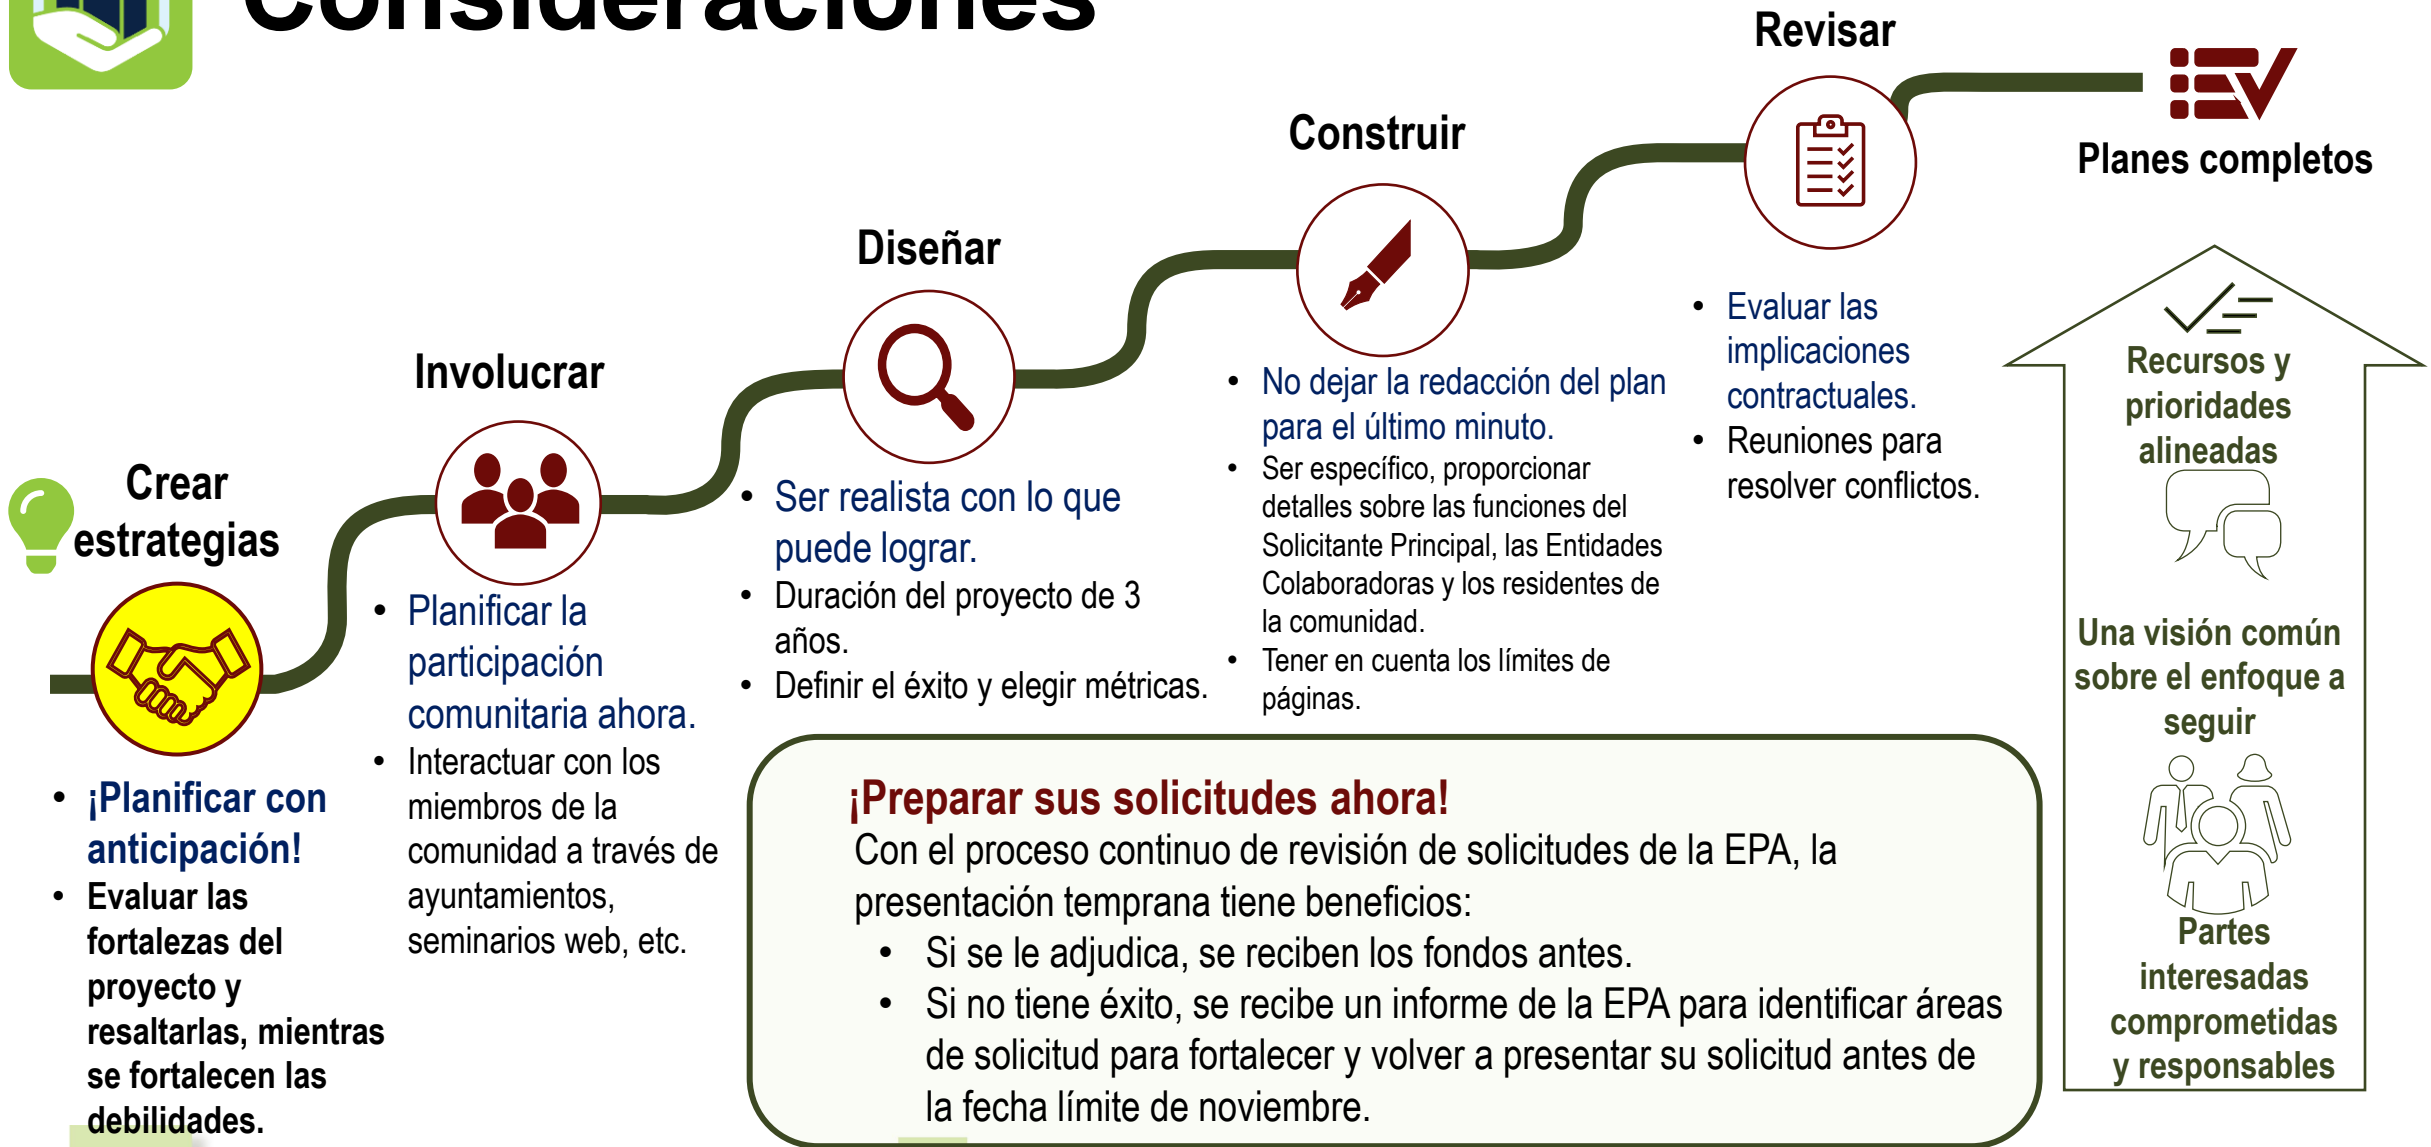 Consideraciones
Crear
estrategias
• ¡Planificar con
anticipación!
• Evaluar las
fortalezas del
proyecto y
resaltarlas, mientras
se fortalecen las
debilidades.
Involucrar
• Planificar la
participación
comunitaria ahora.
• Interactuar con los
miembros de la
comunidad a través de
ayuntamientos,
seminarios web, etc.
Diseñar
• Ser realista con lo que
puede lograr.
• Duración del proyecto de 3
años.
• Definir el éxito y elegir métricas.
Construir
• No dejar la redacción del plan
para el último minuto.
• Ser específico, proporcionar
detalles sobre las funciones del
Solicitante Principal, las Entidades
Colaboradoras y los residentes de
la comunidad.
• Tener en cuenta los límites de
páginas.
Revisar
• Evaluar las
implicaciones
contractuales.
• Reuniones para
resolver conflictos.
Planes completos
Recursos y
prioridades
alineadas
Una visión común
sobre el enfoque a
seguir
Partes
interesadas
comprometidas
y responsables
¡Preparar sus solicitudes ahora!
Con el proceso continuo de revisión de solicitudes de la EPA, la
presentación temprana tiene beneficios:
• Si se le adjudica, se reciben los fondos antes.
• Si no tiene éxito, se recibe un informe de la EPA para identificar áreas
de solicitud para fortalecer y volver a presentar su solicitud antes de
la fecha límite de noviembre.